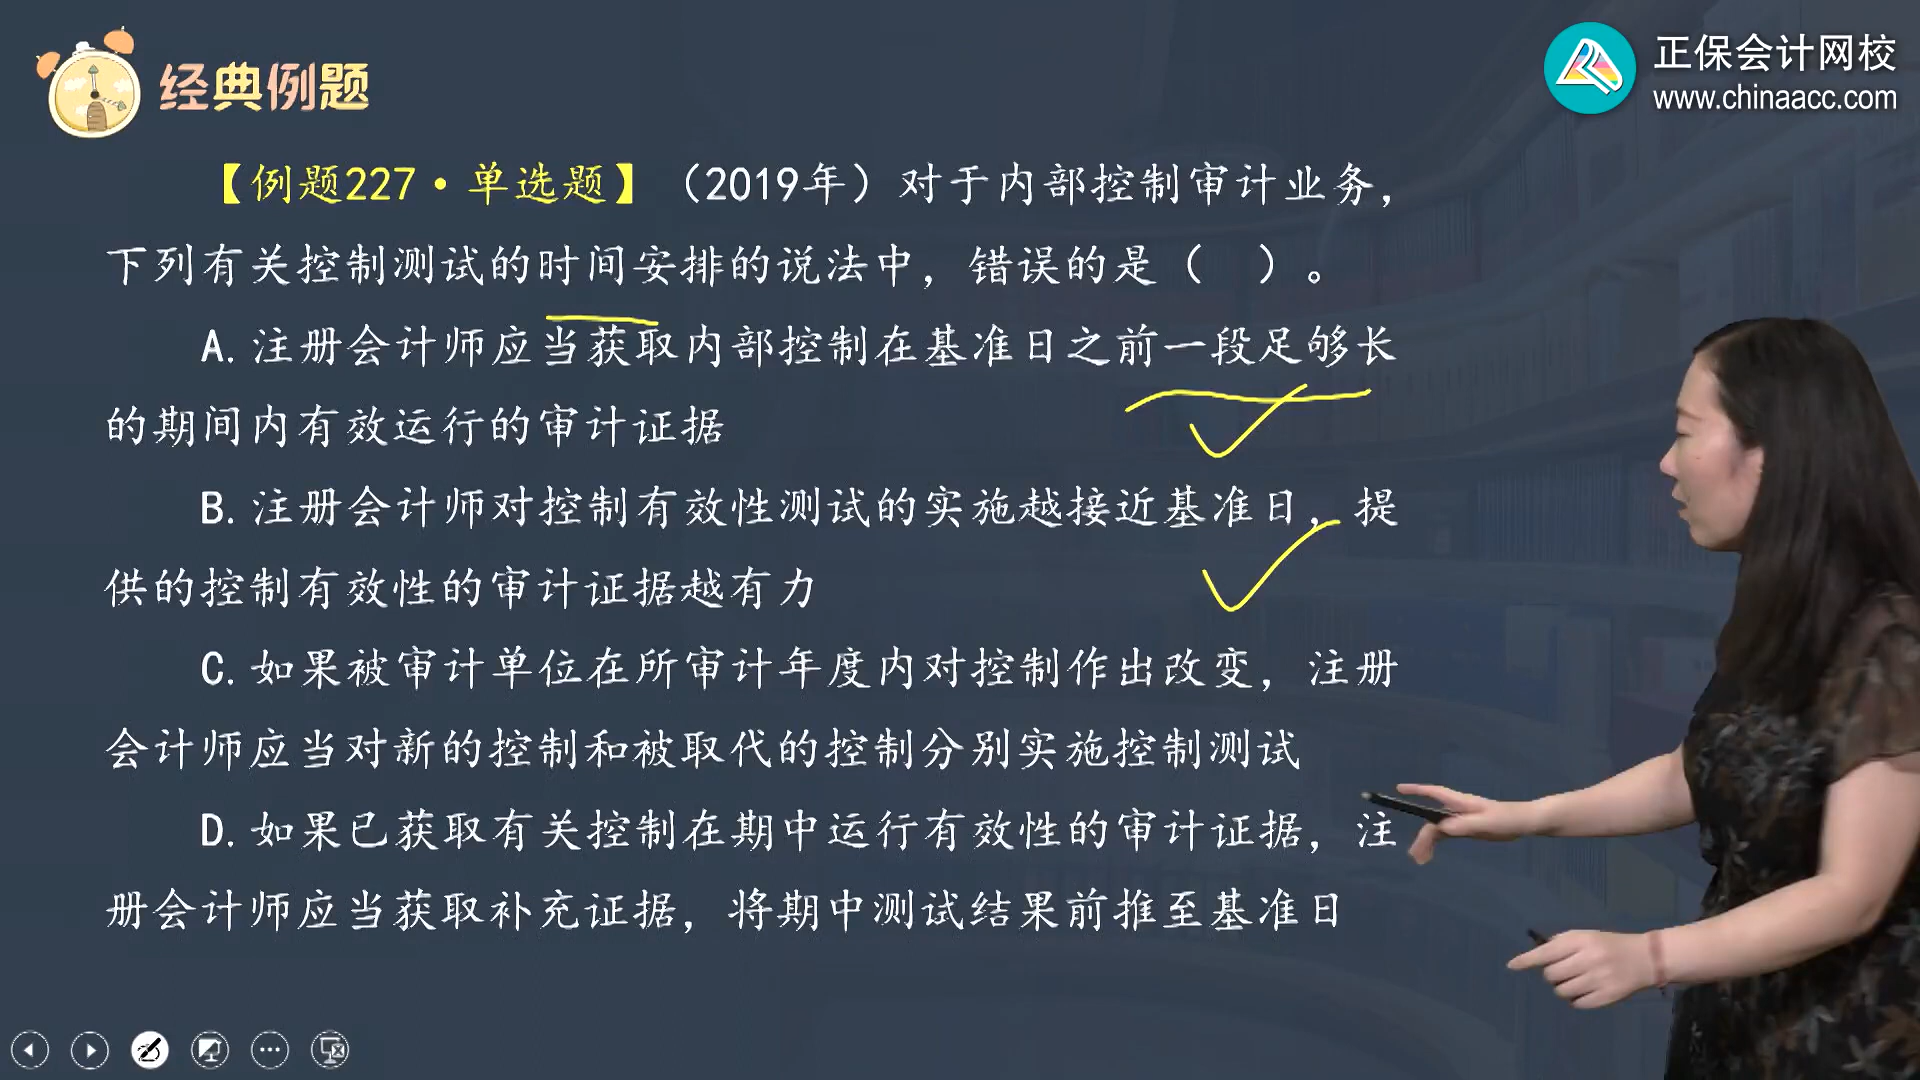 经典例题
正保会计网校
www.chinaacc.com
【例题227·单选题】（2019年）对于内部控制审计业务，
下列有关控制测试的时间安排的说法中，错误的是（ ）。
A. 注册会计师应当获取内部控制在基准日之前一段足够长
的期间内有效运行的审计证据
B. 注册会计师对控制有效性测试的实施越接近基准日，提
供的控制有效性的审计证据越有力
C. 如果被审计单位在所审计年度内对控制作出改变，注册
会计师应当对新的控制和被取代的控制分别实施控制测试
D. 如果已获取有关控制在期中运行有效性的审计证据，注
册会计师应当获取补充证据，将期中测试结果前推至基准日